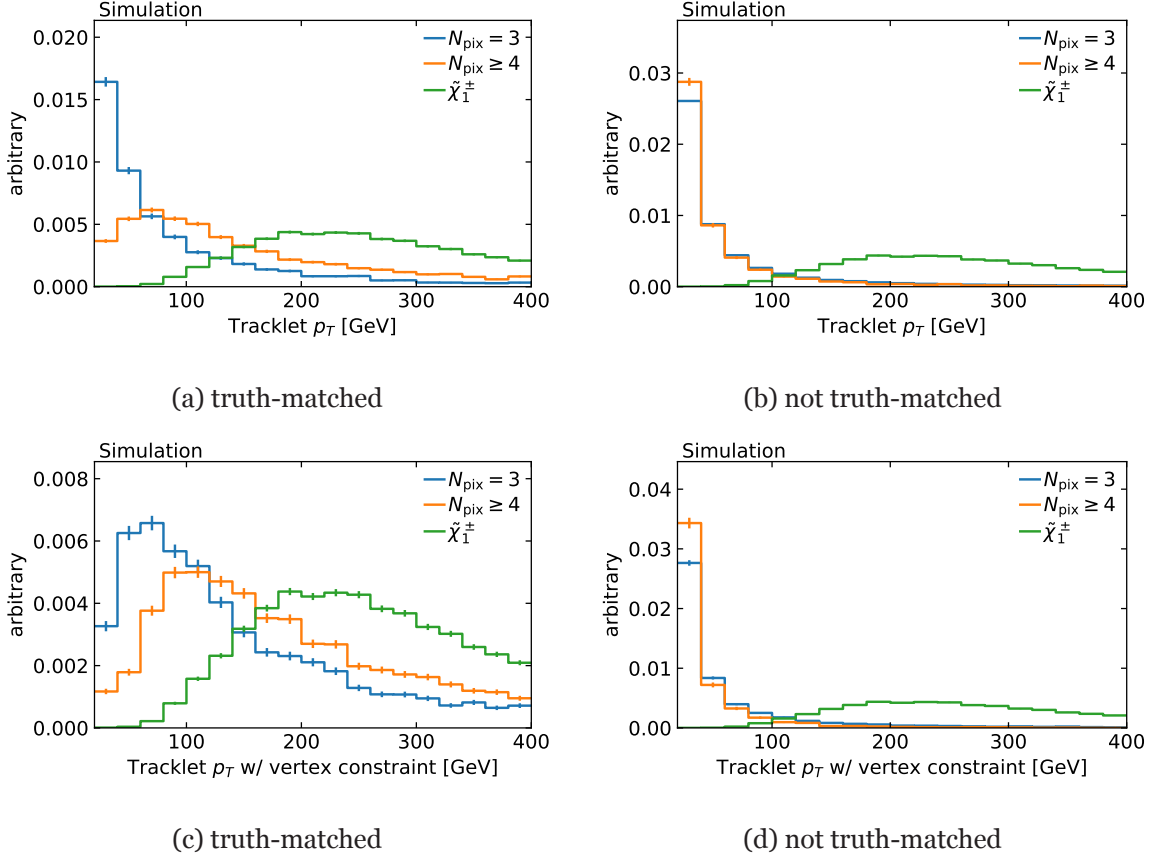 Simulation
0.020
0.015
0.010
0.005
0.000
arbitrary
N_pix = 3
N_pix ≥ 4
χ̃₁±
100 200 300 400
Tracklet p_T [GeV]
(a) truth-matched
Simulation
0.03
0.02
0.01
0.00
arbitrary
N_pix = 3
N_pix ≥ 4
χ̃₁±
100 200 300 400
Tracklet p_T [GeV]
(b) not truth-matched
Simulation
0.008
0.006
0.004
0.002
0.000
arbitrary
N_pix = 3
N_pix ≥ 4
χ̃₁±
100 200 300 400
Tracklet p_T w/ vertex constraint [GeV]
(c) truth-matched
Simulation
0.04
0.03
0.02
0.01
0.00
arbitrary
N_pix = 3
N_pix ≥ 4
χ̃₁±
100 200 300 400
Tracklet p_T w/ vertex constraint [GeV]
(d) not truth-matched